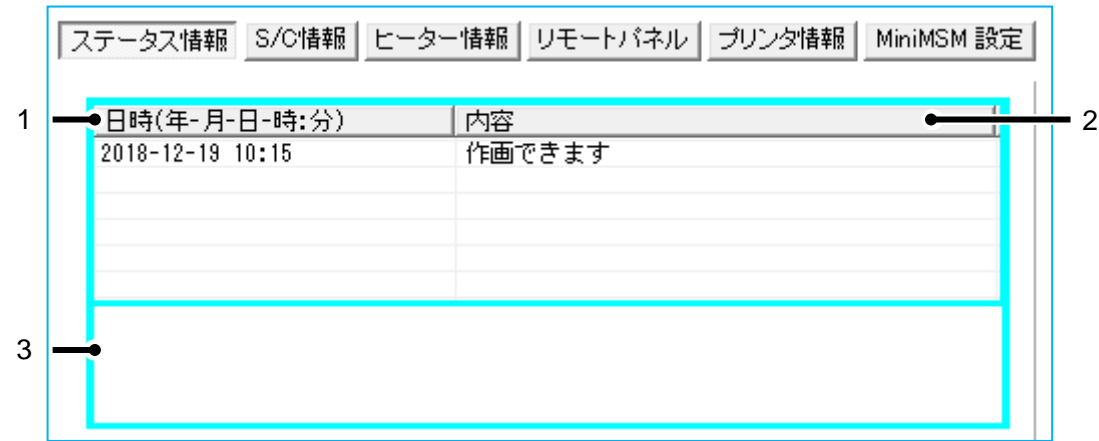 ステータス情報 S/C情報 ヒーター情報 リモートパネル プリンタ情報 MiniMSM 設定
1 日時(年-月-日-時:分) 内容 2
2018-12-19 10:15 作画できます
3